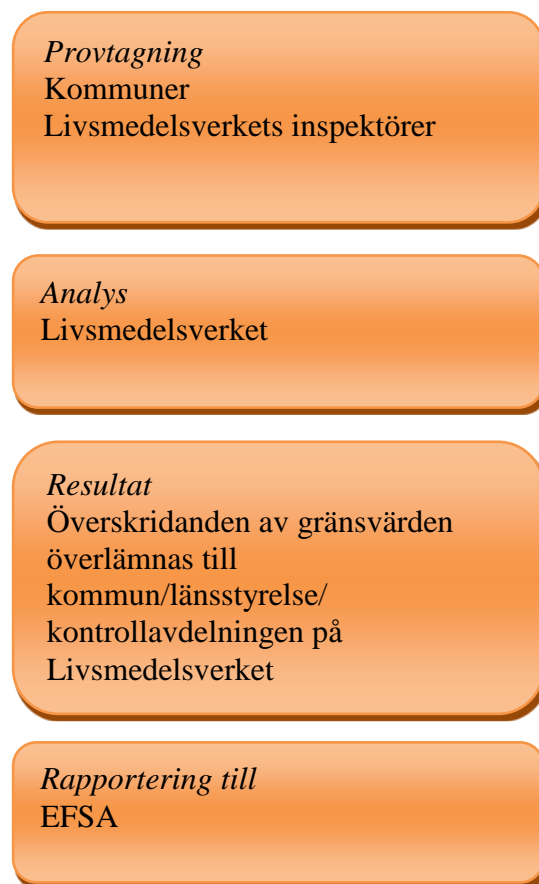 Provtagning
Kommuner
Livsmedelsverkets inspektörer
Analys
Livsmedelsverket
Resultat
Överskridanden av gränsvärden
överlämnas till
kommun/länsstyrelse/
kontrollavdelningen på
Livsmedelsverket
Rapportering till
EFSA